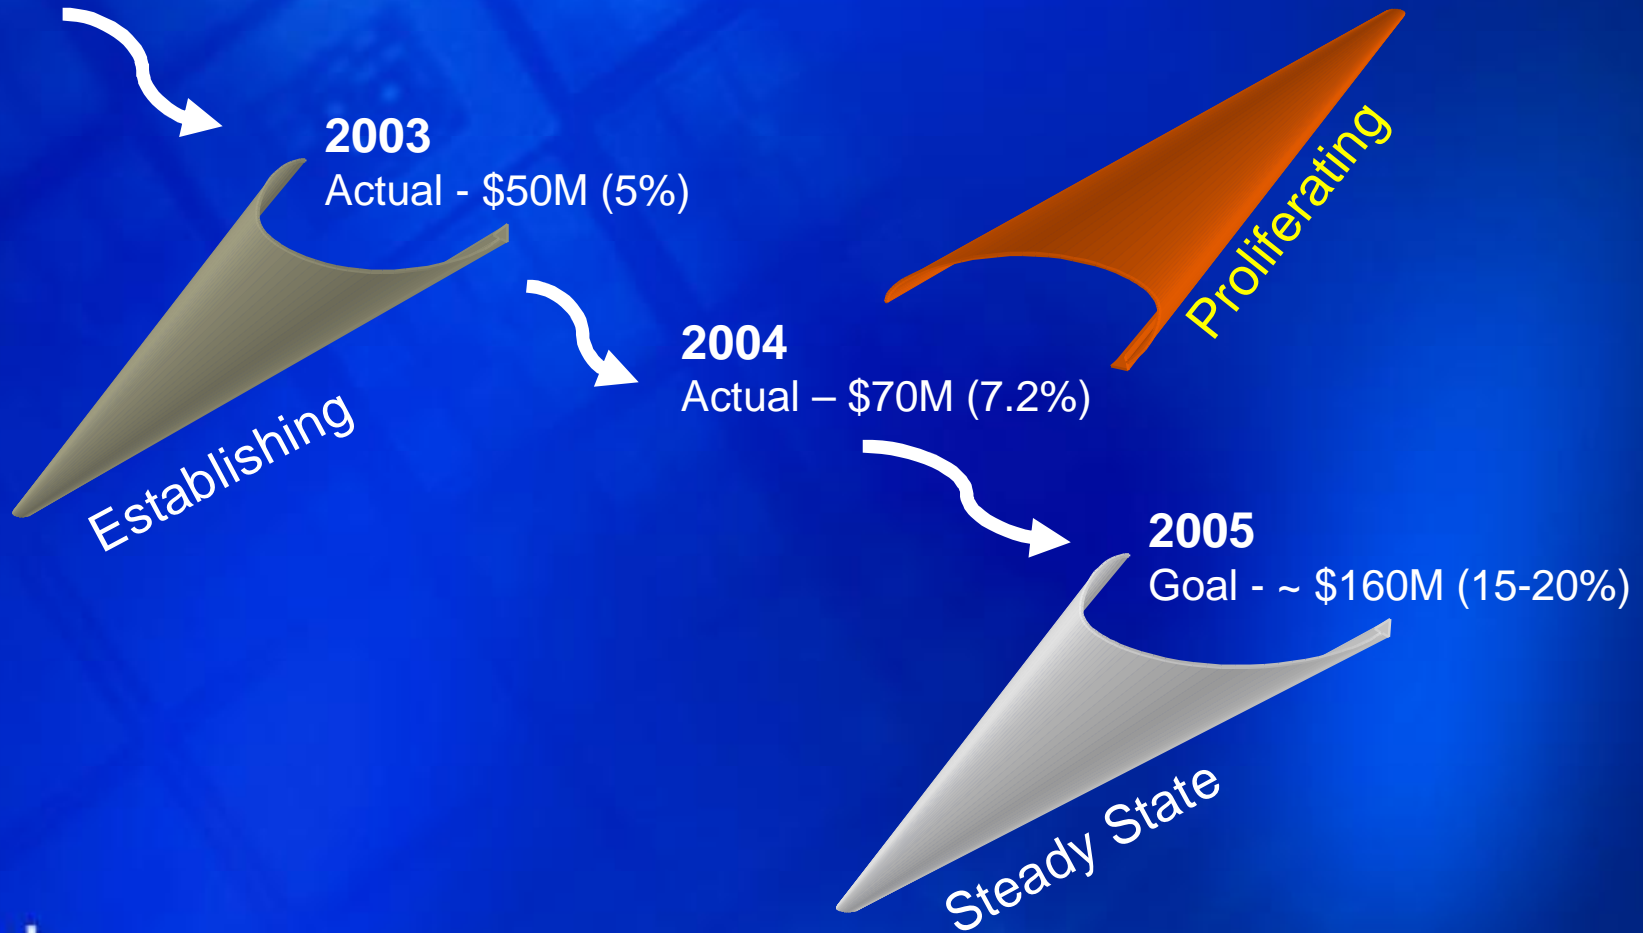 2003
Actual - $50M (5%)
Establishing
2004
Actual – $70M (7.2%)
Proliferating
2005
Goal - ~ $160M (15-20%)
Steady State